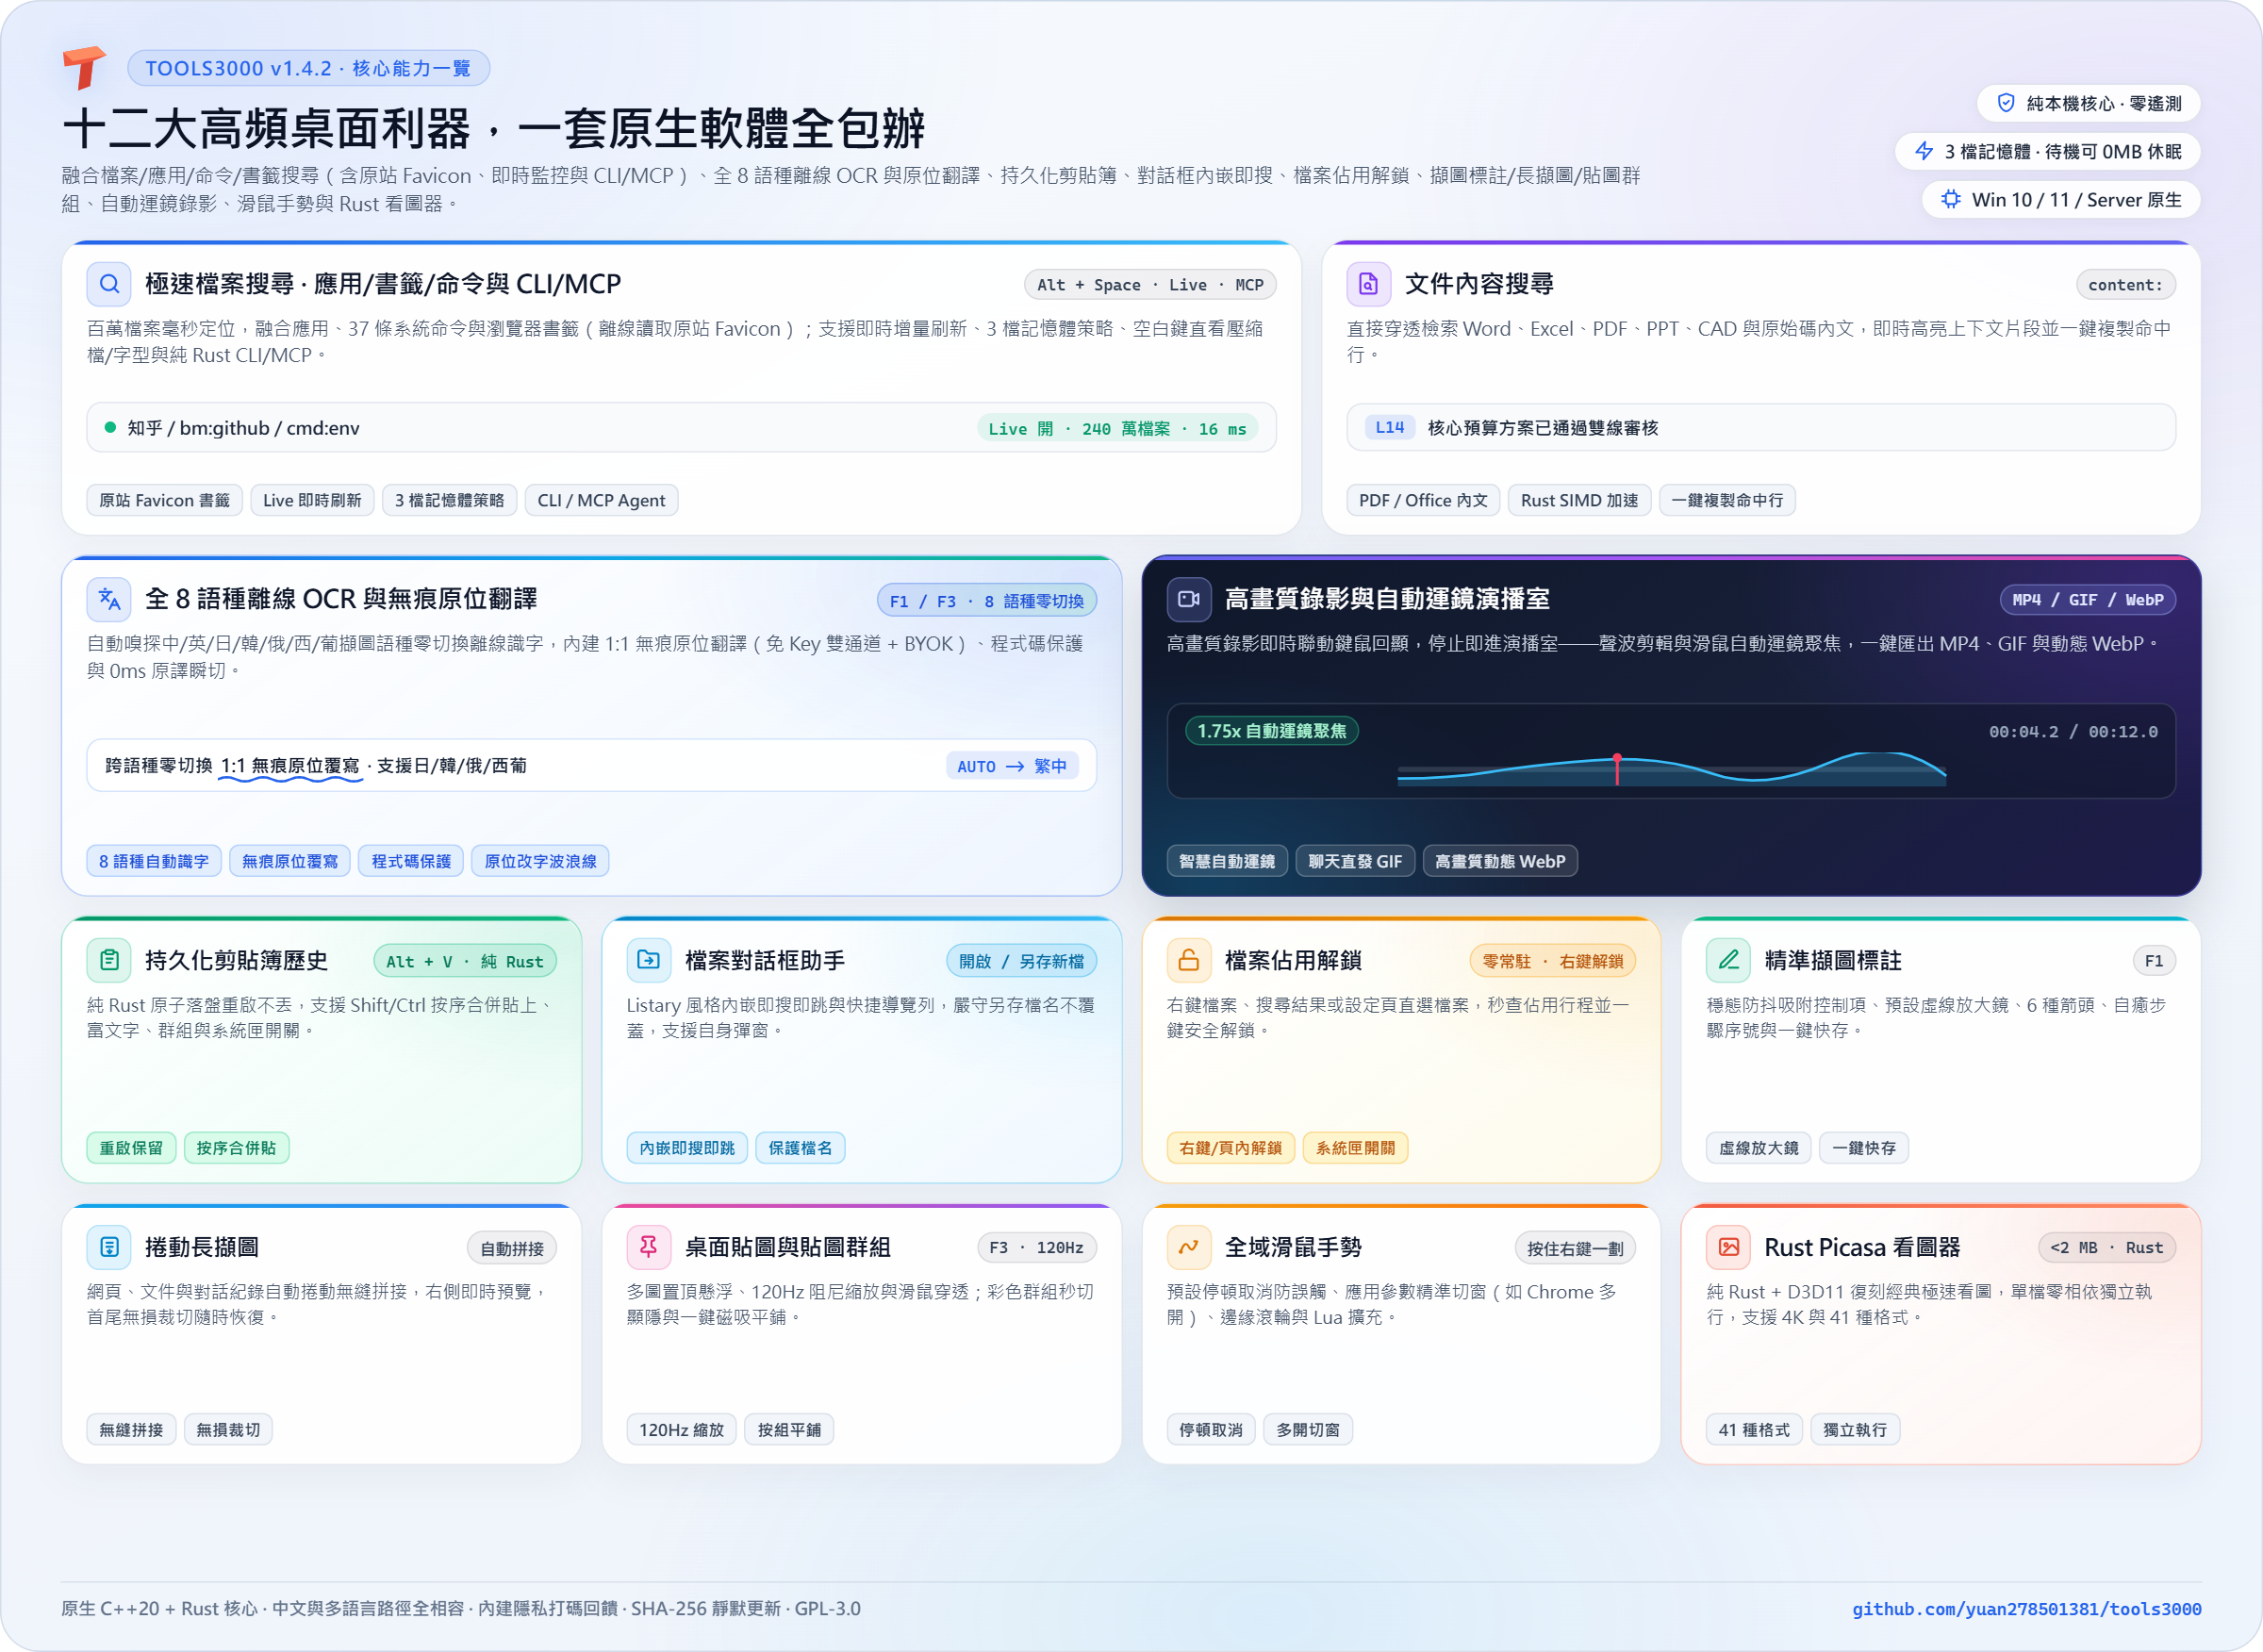 TOOLS3000 v1.4.2 · 核心能力一覽
十二大高頻桌面利器，一套原生軟體全包辦
融合檔案/應用/命令/書籤搜尋（含原站 Favicon、即時監控與 CLI/MCP）、全 8 語種離線 OCR 與原位翻譯、持久化剪貼簿、對話框內嵌即搜、檔案佔用解鎖、擷圖標註/長擷圖/貼圖群
組、自動運鏡錄影、滑鼠手勢與 Rust 看圖器。
純本機核心 · 零遙測
3 檔記憶體 · 待機可 0MB 休眠
Win 10 / 11 / Server 原生
極速檔案搜尋 · 應用/書籤/命令與 CLI/MCP
Alt + Space · Live · MCP
百萬檔案毫秒定位，融合應用、37 條系統命令與瀏覽器書籤（離線讀取原站 Favicon）；支援即時增量刷新、3 檔記憶體策略、空白鍵直看壓縮
檔/字型與純 Rust CLI/MCP。
知乎 / bm:github / cmd:env
Live 開 · 240 萬檔案 · 16 ms
原站 Favicon 書籤
Live 即時刷新
3 檔記憶體策略
CLI / MCP Agent
文件內容搜尋
content:
直接穿透檢索 Word、Excel、PDF、PPT、CAD 與原始碼內文，即時高亮上下文片段並一鍵複製命中
行。
L14 核心預算方案已通過雙線審核
PDF / Office 內文
Rust SIMD 加速
一鍵複製命中行
全 8 語種離線 OCR 與無痕原位翻譯
F1 / F3 · 8 語種零切換
自動嗅探中/英/日/韓/俄/西/葡擷圖語種零切換離線識字，內建 1:1 無痕原位翻譯（免 Key 雙通道 + BYOK）、程式碼保護
與 0ms 原譯瞬切。
跨語種零切換 1:1 無痕原位覆寫 · 支援日/韓/俄/西葡
AUTO → 繁中
8 語種自動識字
無痕原位覆寫
程式碼保護
原位改字波浪線
高畫質錄影與自動運鏡演播室
MP4 / GIF / WebP
高畫質錄影即時聯動鍵鼠回顯，停止即進演播室——聲波剪輯與滑鼠自動運鏡聚焦，一鍵匯出 MP4、GIF 與動態 WebP。
1.75x 自動運鏡聚焦
00:04.2 / 00:12.0
智慧自動運鏡
聊天直發 GIF
高畫質動態 WebP
持久化剪貼簿歷史
Alt + V · 純 Rust
純 Rust 原子落盤重啟不丟，支援 Shift/Ctrl 按序合併貼上、
富文字、群組與系統匣開關。
重啟保留
按序合併貼
檔案對話框助手
開啟 / 另存新檔
Listary 風格內嵌即搜即跳與快捷導覽列，嚴守另存檔名不覆
蓋，支援自身彈窗。
內嵌即搜即跳
保護檔名
檔案佔用解鎖
零常駐 · 右鍵解鎖
右鍵檔案、搜尋結果或設定頁直選檔案，秒查佔用行程並一
鍵安全解鎖。
右鍵/頁內解鎖
系統匣開關
精準擷圖標註
F1
穩態防抖吸附控制項、預設虛線放大鏡、6 種箭頭、自癒步
驟序號與一鍵快存。
虛線放大鏡
一鍵快存
捲動長擷圖
自動拼接
網頁、文件與對話紀錄自動捲動無縫拼接，右側即時預覽，
首尾無損裁切隨時恢復。
無縫拼接
無損裁切
桌面貼圖與貼圖群組
F3 · 120Hz
多圖置頂懸浮、120Hz 阻尼縮放與滑鼠穿透；彩色群組秒切
顯隱與一鍵磁吸平鋪。
120Hz 縮放
按組平鋪
全域滑鼠手勢
按住右鍵一劃
預設停頓取消防誤觸、應用參數精準切窗（如 Chrome 多
開）、邊緣滾輪與 Lua 擴充。
停頓取消
多開切窗
Rust Picasa 看圖器
<2 MB · Rust
純 Rust + D3D11 復刻經典極速看圖，單檔零相依獨立執
行，支援 4K 與 41 種格式。
41 種格式
獨立執行
原生 C++20 + Rust 核心 · 中文與多語言路徑全相容 · 內建隱私打碼回饋 · SHA-256 靜默更新 · GPL-3.0
github.com/yuan278501381/tools3000